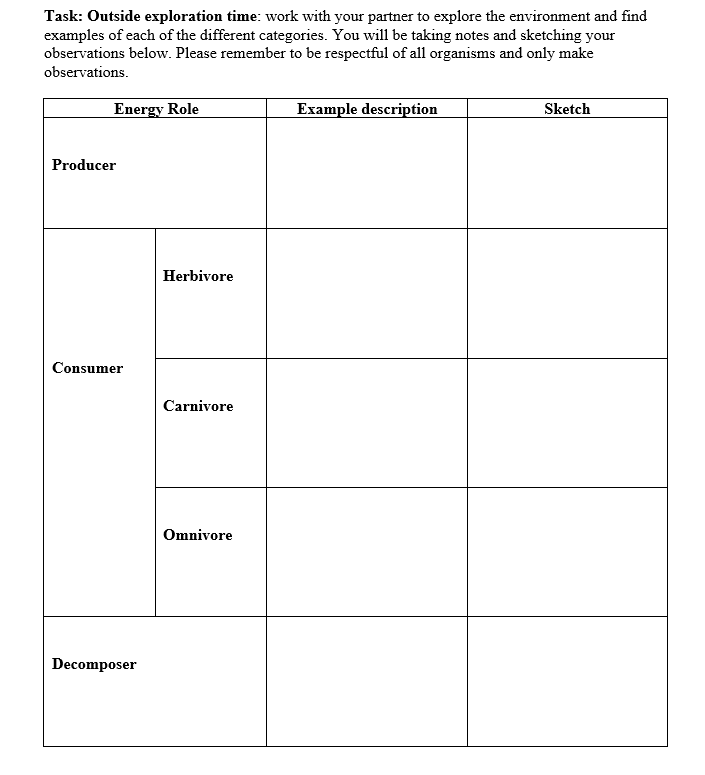 Task: Outside exploration time: work with your partner to explore the environment and find
examples of each of the different categories. You will be taking notes and sketching your
observations below. Please remember to be respectful of all organisms and only make
observations.
Energy Role Example description Sketch
Producer
Herbivore
Consumer
Carnivore
Omnivore
Decomposer